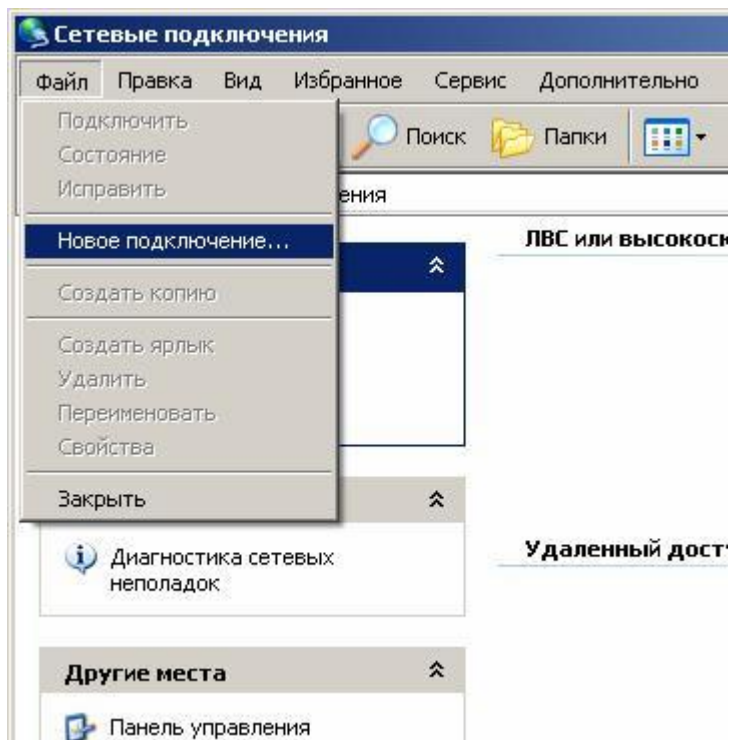 Сетевые подключения
Файл Правка Вид Избранное Сервис Дополнительно
Подключить
Состояние
Исправить
Новое подключение...
Создать копию
Создать ярлык
Удалить
Переименовать
Свойства
Закрыть
Поиск Папки
ения
ЛВС или высокоск
Диагностика сетевых
неполадок
Удаленный дост
Другие места
Панель управления